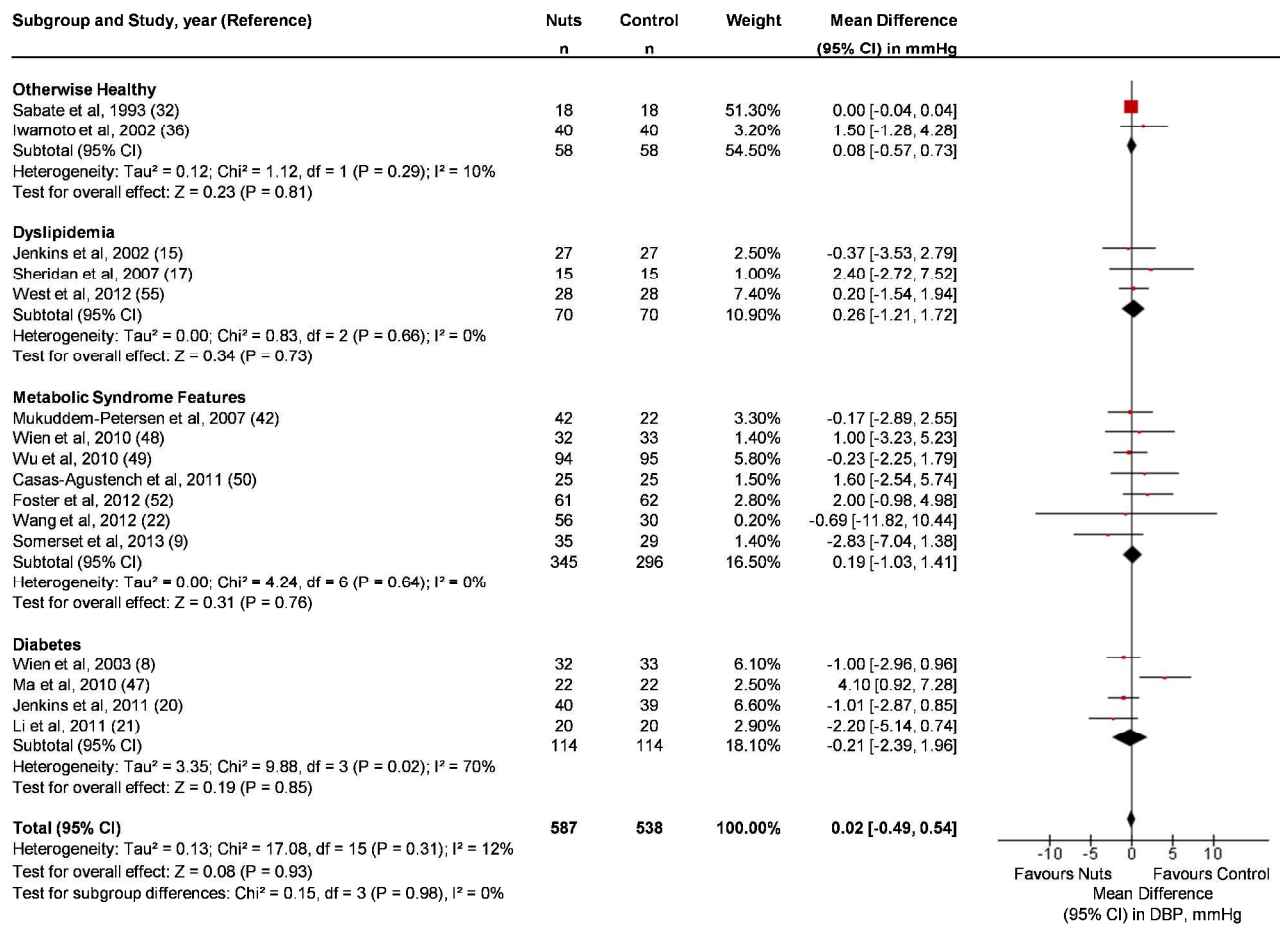 Subgroup and Study, year (Reference) Nuts Control Weight Mean Difference
n n (95% CI) in mmHg
Otherwise Healthy
Sabate et al, 1993 (32) 18 18 51.30% 0.00 [-0.04, 0.04]
Iwamoto et al, 2002 (36) 40 40 3.20% 1.50 [-1.28, 4.28]
Subtotal (95% CI) 58 58 54.50% 0.08 [-0.57, 0.73]
Heterogeneity: Tau² = 0.12; Chi² = 1.12, df = 1 (P = 0.29); I² = 10%
Test for overall effect: Z = 0.23 (P = 0.81)
Dyslipidemia
Jenkins et al, 2002 (15) 27 27 2.50% -0.37 [-3.53, 2.79]
Sheridan et al, 2007 (17) 15 15 1.00% 2.40 [-2.72, 7.52]
West et al, 2012 (55) 28 28 7.40% 0.20 [-1.54, 1.94]
Subtotal (95% CI) 70 70 10.90% 0.26 [-1.21, 1.72]
Heterogeneity: Tau² = 0.00; Chi² = 0.83, df = 2 (P = 0.66); I² = 0%
Test for overall effect: Z = 0.34 (P = 0.73)
Metabolic Syndrome Features
Mukuddem-Petersen et al, 2007 (42) 42 22 3.30% -0.17 [-2.89, 2.55]
Wien et al, 2010 (48) 32 33 1.40% 1.00 [-3.23, 5.23]
Wu et al, 2010 (49) 94 95 5.80% -0.23 [-2.25, 1.79]
Casas-Agustench et al, 2011 (50) 25 25 1.50% 1.60 [-2.54, 5.74]
Foster et al, 2012 (52) 61 62 2.80% 2.00 [-0.98, 4.98]
Wang et al, 2012 (22) 56 30 0.20% -0.69 [-11.82, 10.44]
Somerset et al, 2013 (9) 35 29 1.40% -2.83 [-7.04, 1.38]
Subtotal (95% CI) 345 296 16.50% 0.19 [-1.03, 1.41]
Heterogeneity: Tau² = 0.00; Chi² = 4.24, df = 6 (P = 0.64); I² = 0%
Test for overall effect: Z = 0.31 (P = 0.76)
Diabetes
Wien et al, 2003 (8) 32 33 6.10% -1.00 [-2.96, 0.96]
Ma et al, 2010 (47) 22 22 2.50% 4.10 [0.92, 7.28]
Jenkins et al, 2011 (20) 40 39 6.60% -1.01 [-2.87, 0.85]
Li et al, 2011 (21) 20 20 2.90% -2.20 [-5.14, 0.74]
Subtotal (95% CI) 114 114 18.10% -0.21 [-2.39, 1.96]
Heterogeneity: Tau² = 3.35; Chi² = 9.88, df = 3 (P = 0.02); I² = 70%
Test for overall effect: Z = 0.19 (P = 0.85)
Total (95% CI) 587 538 100.00% 0.02 [-0.49, 0.54]
Heterogeneity: Tau² = 0.13; Chi² = 17.08, df = 15 (P = 0.31); I² = 12%
Test for overall effect: Z = 0.08 (P = 0.93)
Test for subgroup differences: Chi² = 0.15, df = 3 (P = 0.98), I² = 0%
-10 -5 0 5 10
Favours Nuts Favours Control
Mean Difference
(95% CI) in DBP, mmHg